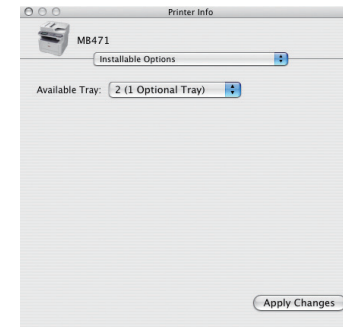 Printer Info
MB471
Installable Options
Available Tray: 2 (1 Optional Tray)
Apply Changes